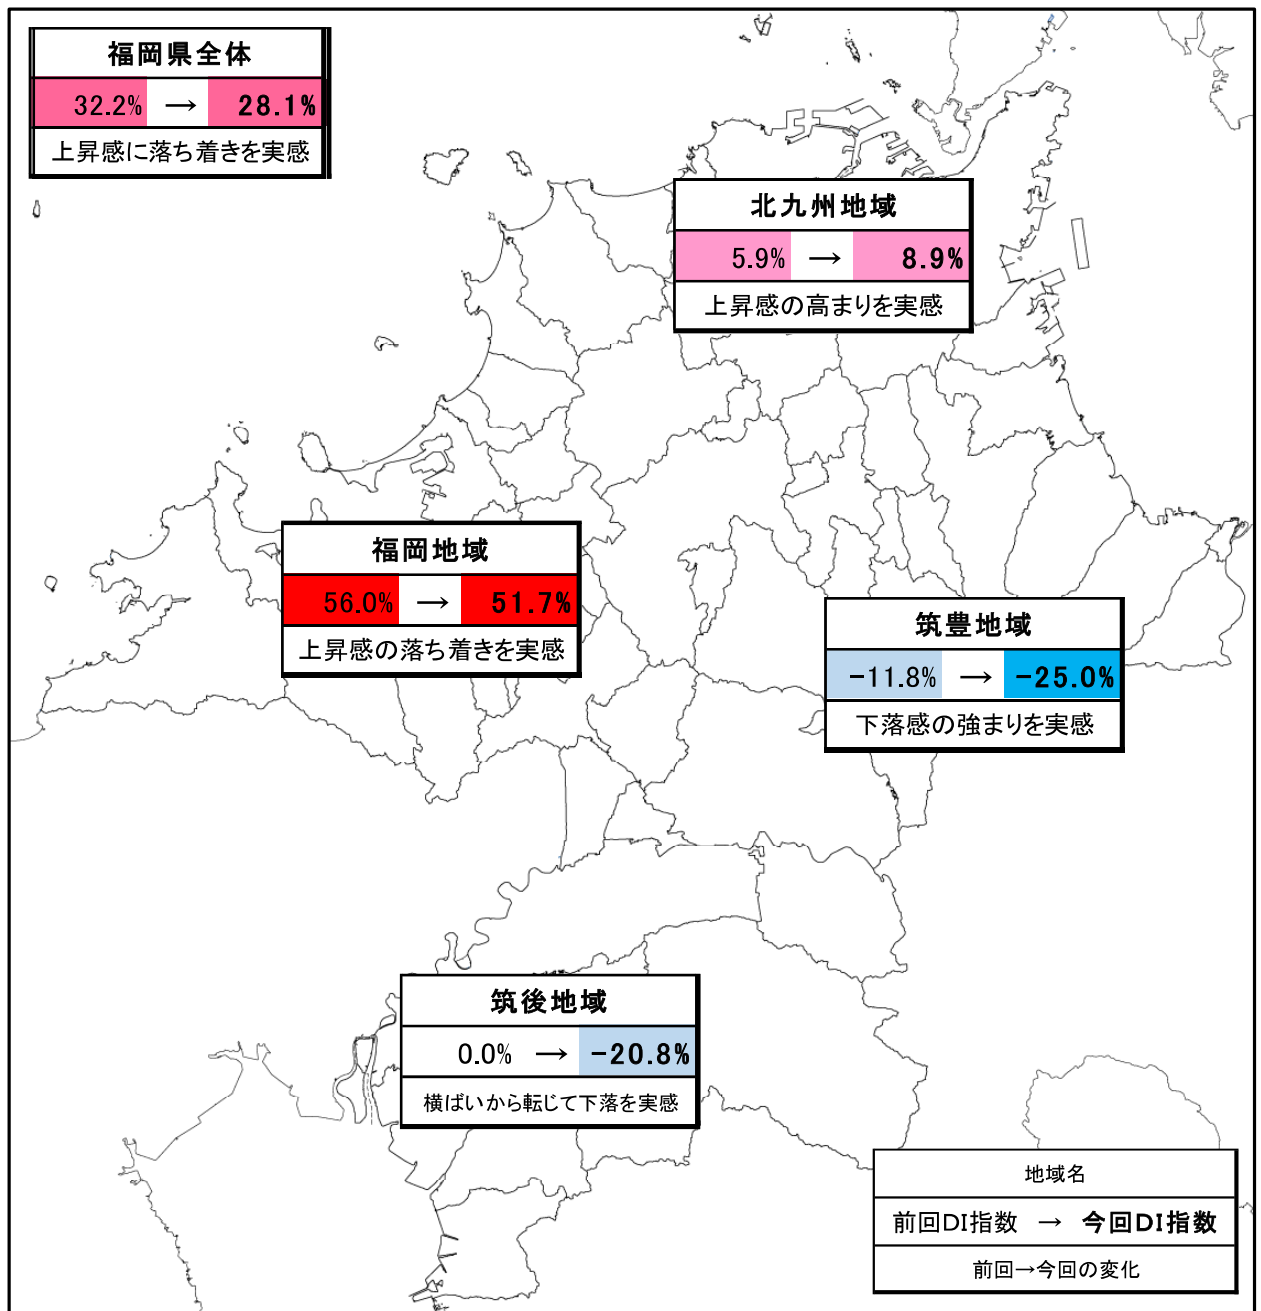 福岡県全体
32.2% → 28.1%
上昇感に落ち着きを実感
北九州地域
5.9% → 8.9%
上昇感の高まりを実感
福岡地域
56.0% → 51.7%
上昇感の落ち着きを実感
筑豊地域
-11.8% → -25.0%
下落感の強まりを実感
筑後地域
0.0% → -20.8%
横ばいから転じて下落を実感
地域名
前回DI指数 → 今回DI指数
前回→今回の変化